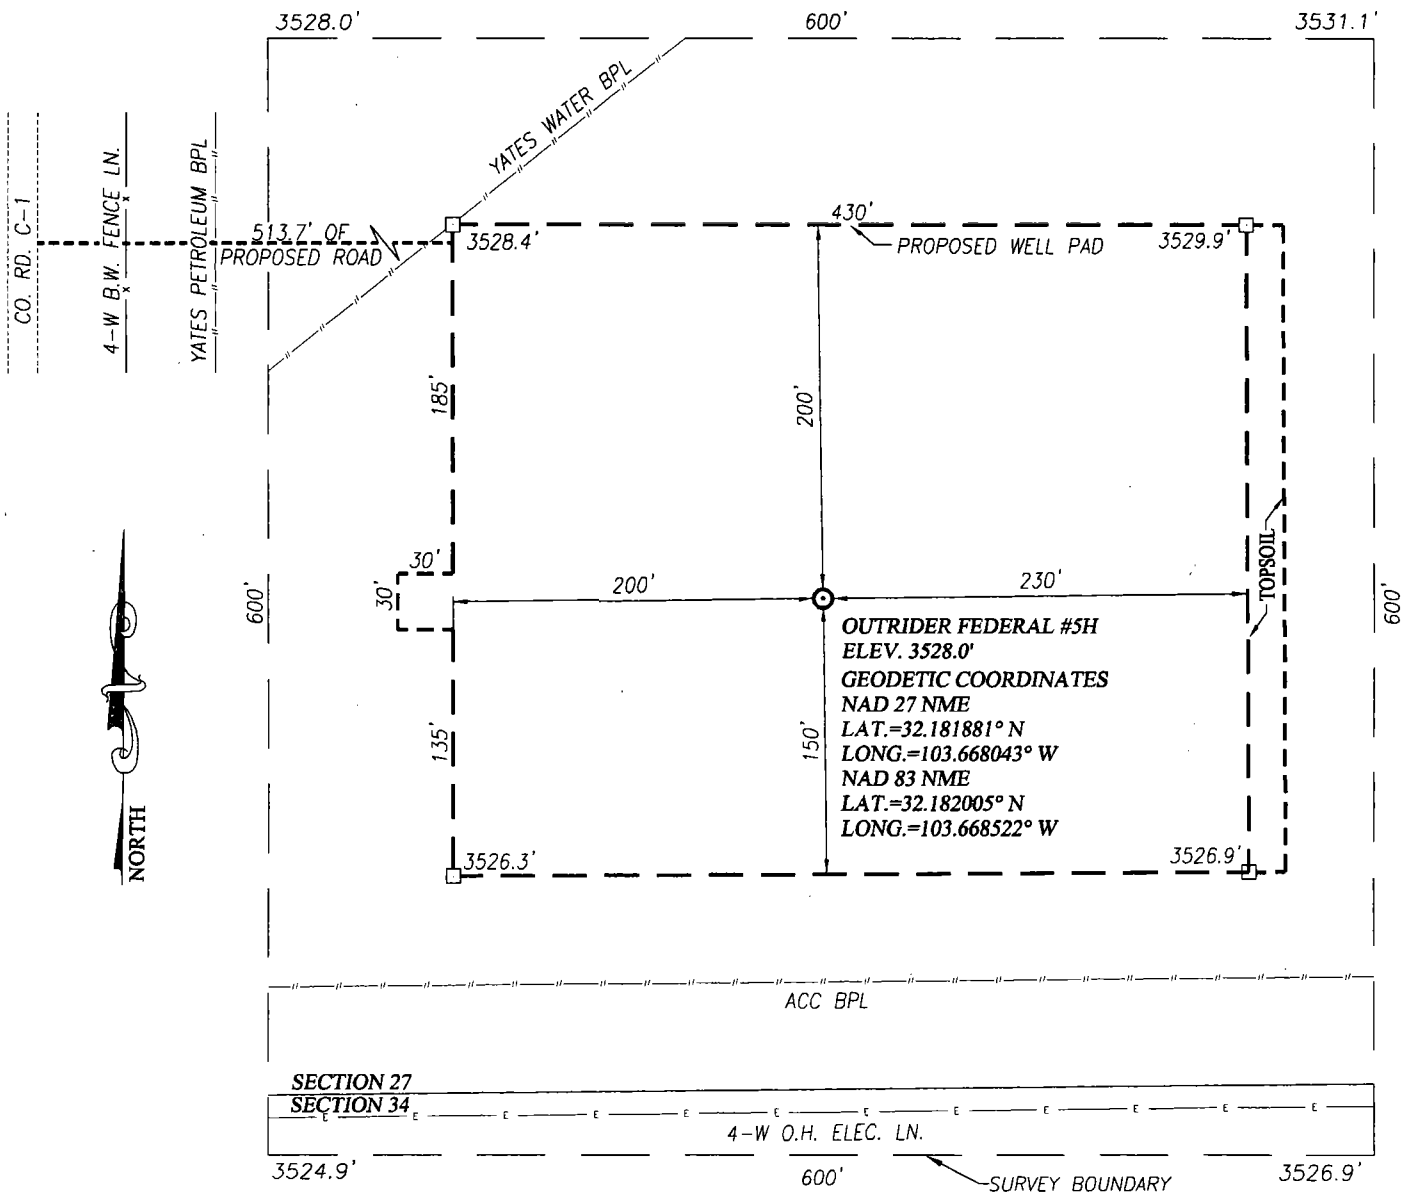 3528.0'
600'
3531.1'
YATES WATER BPL
CO. RD. C-1
4-W B.W. FENCE LN.
YATES PETROLEUM BPL
513.7' OF
PROPOSED ROAD
3528.4'
430'
PROPOSED WELL PAD
3529.9'
185'
200'
TOPSOIL
30'
30'
600'
200'
230'
600'
OUTRIDER FEDERAL #5H
ELEV. 3528.0'
GEODETIC COORDINATES
NAD 27 NME
LAT.=32.181881° N
LONG.=103.668043° W
NAD 83 NME
LAT.=32.182005° N
LONG.=103.668522° W
135'
150'
NORTH
3526.3'
3526.9'
ACC BPL
SECTION 27
SECTION 34
E E E E E E E E E E E E
4-W O.H. ELEC. LN.
3524.9'
600'
SURVEY BOUNDARY
3526.9'